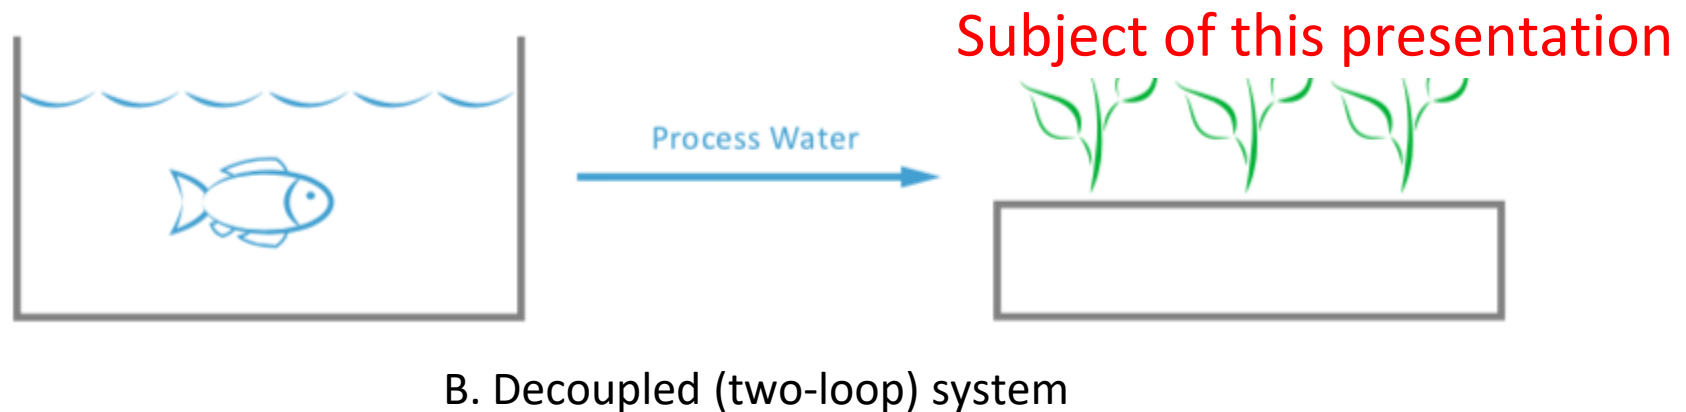 Subject of this presentation
Process Water
B. Decoupled (two-loop) system